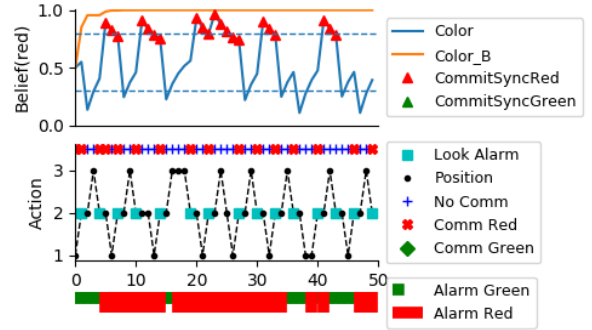 1.0
0.5
0.0
Belief(red)
Color
Color_B
CommitSyncRed
CommitSyncGreen
3
2
1
Action
Look Alarm
Position
No Comm
Comm Red
Comm Green
0 10 20 30 40 50
Alarm Green
Alarm Red